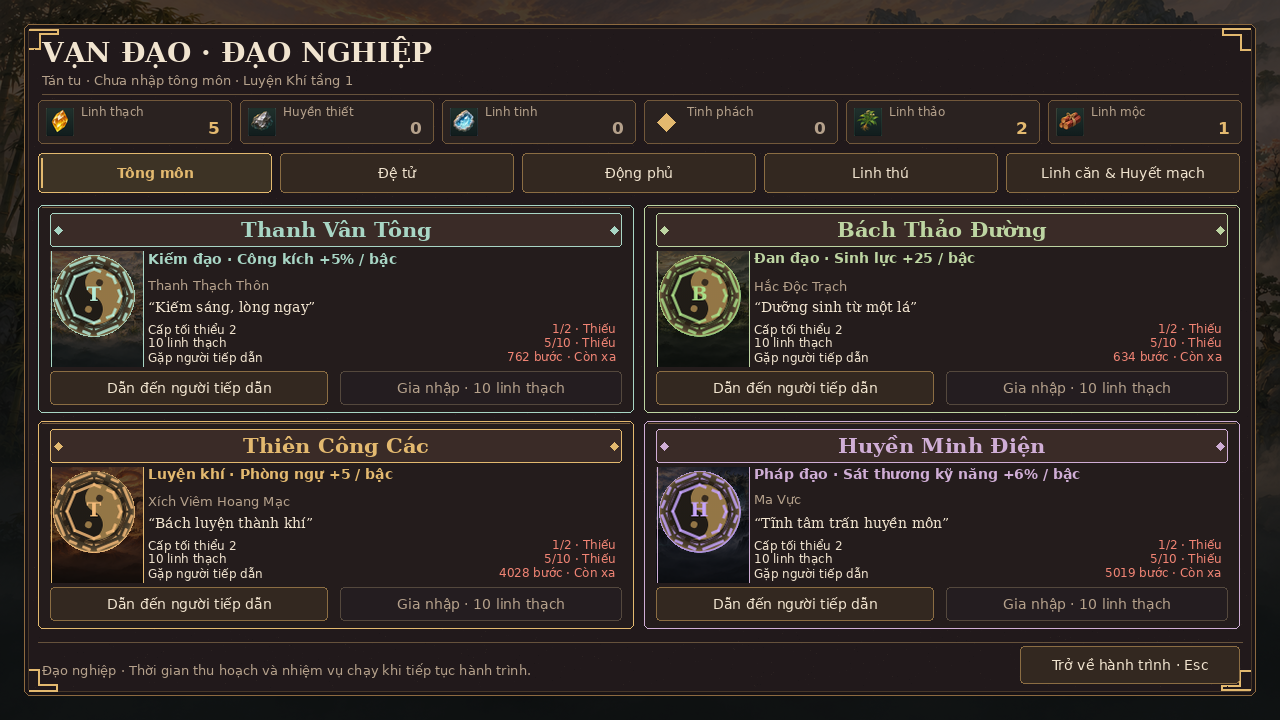 VẠN ĐẠO · ĐẠO NGHIỆP
Tán tu · Chưa nhập tông môn · Luyện Khí tầng 1
Linh thạch
5
Huyền thiết
0
Linh tinh
0
Tinh phách
0
Linh thảo
2
Linh mộc
1
Tông môn
Đệ tử
Động phủ
Linh thú
Linh căn & Huyết mạch
Thanh Vân Tông
T
Kiếm đạo · Công kích +5% / bậc
Thanh Thạch Thôn
“Kiếm sáng, lòng ngay”
Cấp tối thiểu 2 1/2 · Thiếu
10 linh thạch 5/10 · Thiếu
Gặp người tiếp dẫn 762 bước · Còn xa
Dẫn đến người tiếp dẫn
Gia nhập · 10 linh thạch
Bách Thảo Đường
B
Đan đạo · Sinh lực +25 / bậc
Hắc Độc Trạch
“Dưỡng sinh từ một lá”
Cấp tối thiểu 2 1/2 · Thiếu
10 linh thạch 5/10 · Thiếu
Gặp người tiếp dẫn 634 bước · Còn xa
Dẫn đến người tiếp dẫn
Gia nhập · 10 linh thạch
Thiên Công Các
T
Luyện khí · Phòng ngự +5 / bậc
Xích Viêm Hoang Mạc
“Bách luyện thành khí”
Cấp tối thiểu 2 1/2 · Thiếu
10 linh thạch 5/10 · Thiếu
Gặp người tiếp dẫn 4028 bước · Còn xa
Dẫn đến người tiếp dẫn
Gia nhập · 10 linh thạch
Huyền Minh Điện
H
Pháp đạo · Sát thương kỹ năng +6% / bậc
Ma Vực
“Tĩnh tâm trấn huyền môn”
Cấp tối thiểu 2 1/2 · Thiếu
10 linh thạch 5/10 · Thiếu
Gặp người tiếp dẫn 5019 bước · Còn xa
Dẫn đến người tiếp dẫn
Gia nhập · 10 linh thạch
Đạo nghiệp · Thời gian thu hoạch và nhiệm vụ chạy khi tiếp tục hành trình.
Trở về hành trình · Esc